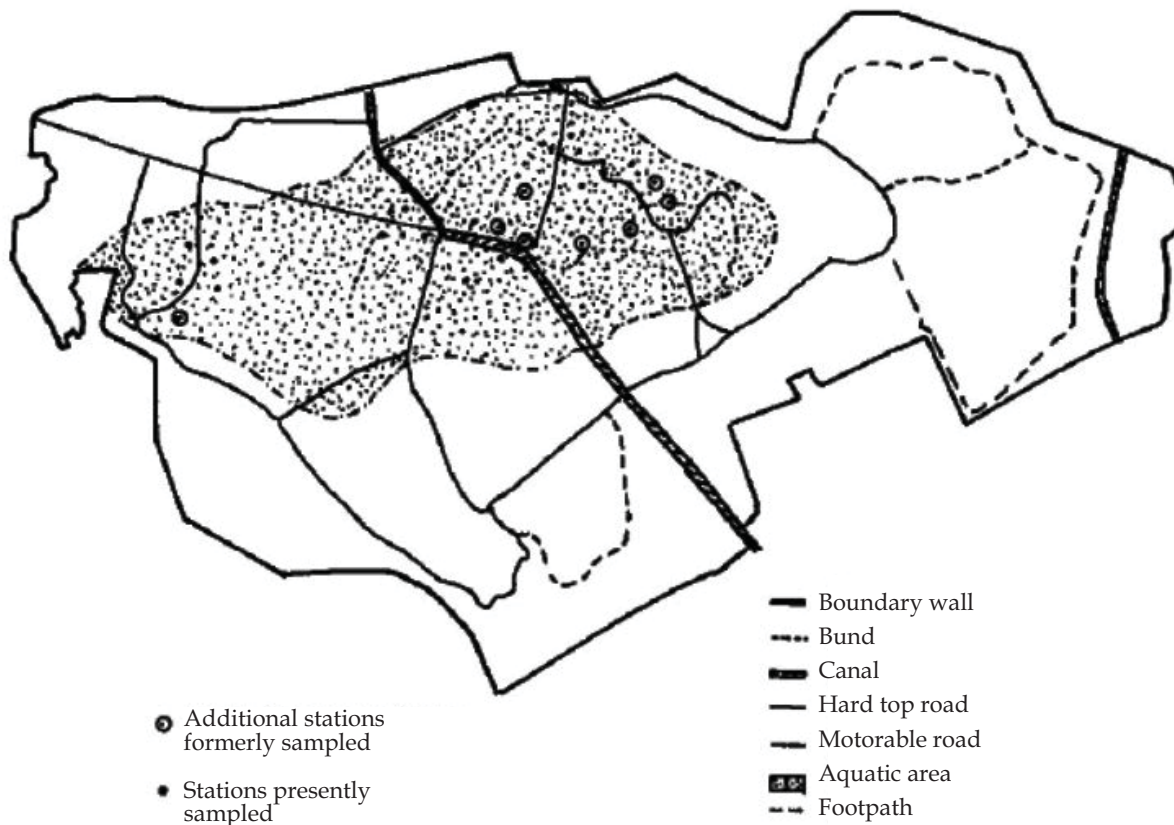 Additional stations
formerly sampled
Stations presently
sampled
Boundary wall
Bund
Canal
Hard top road
Motorable road
Aquatic area
Footpath